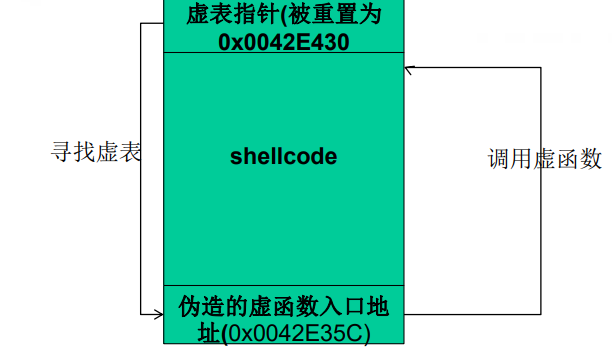 虚表指针(被重置为
0x0042E430
寻找虚表
shellcode
调用虚函数
伪造的虚函数入口地
址(0x0042E35C)